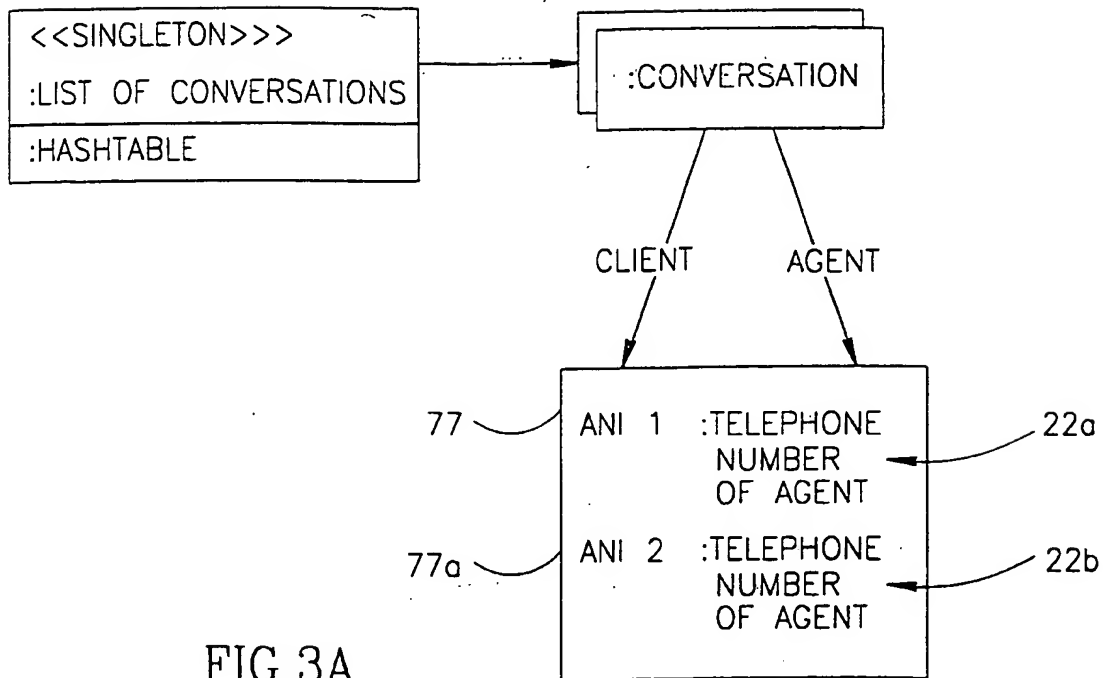 <<SINGLETON>>>
:LIST OF CONVERSATIONS
:HASHTABLE
:CONVERSATION
CLIENT
AGENT
77
ANI 1 :TELEPHONE
NUMBER
OF AGENT
22a
77a
ANI 2 :TELEPHONE
NUMBER
OF AGENT
22b
FIG.3A